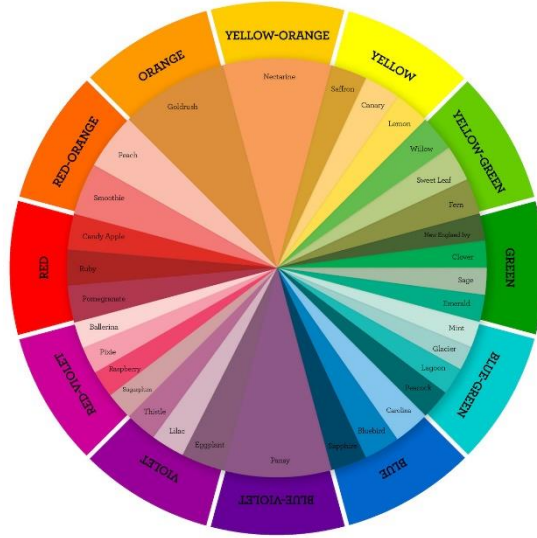 YELLOW-ORANGE
YELLOW
YELLOW-GREEN
GREEN
BLUE-GREEN
BLUE
BLUE-VIOLET
VIOLET
RED-VIOLET
RED
RED-ORANGE
ORANGE
Nectarine
Saffron
Canary
Lemon
Willow
Sweet Leaf
Fern
New England Ivy
Clover
Sage
Emerald
Mint
Glacier
Lagoon
Peacock
Carolina
Bluebird
Sapphire
Pansy
Eggplant
Lilac
Thistle
Raspberry
Pixie
Ballerina
Pomegranate
Ruby
Candy Apple
Smoothie
Peach
Goldrush